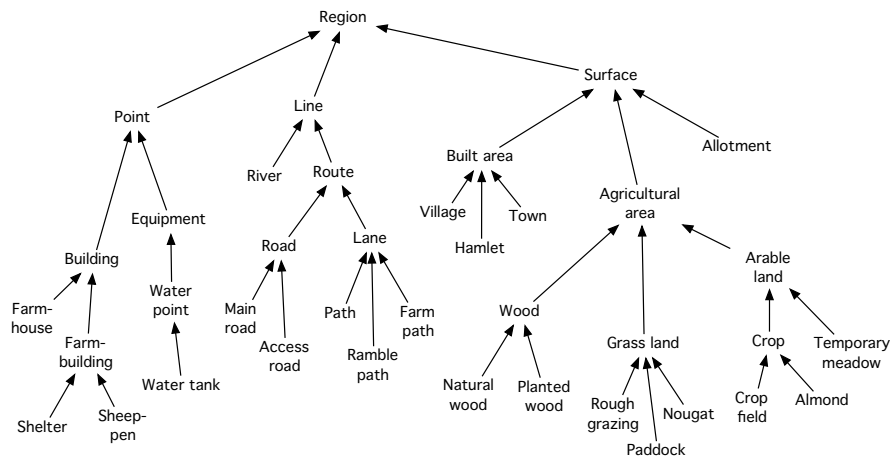 Region
Surface
Line
Point
Allotment
Built area
River
Route
Agricultural
area
Village
Town
Equipment
Hamlet
Road
Lane
Building
Arable
land
Water
point
Farm-
house
Main
road
Path
Farm
path
Wood
Farm-
building
Access
road
Ramble
path
Grass land
Crop
Temporary
meadow
Water tank
Natural
wood
Planted
wood
Rough
grazing
Nougat
Crop
field
Almond
Shelter
Sheep-
pen
Paddock